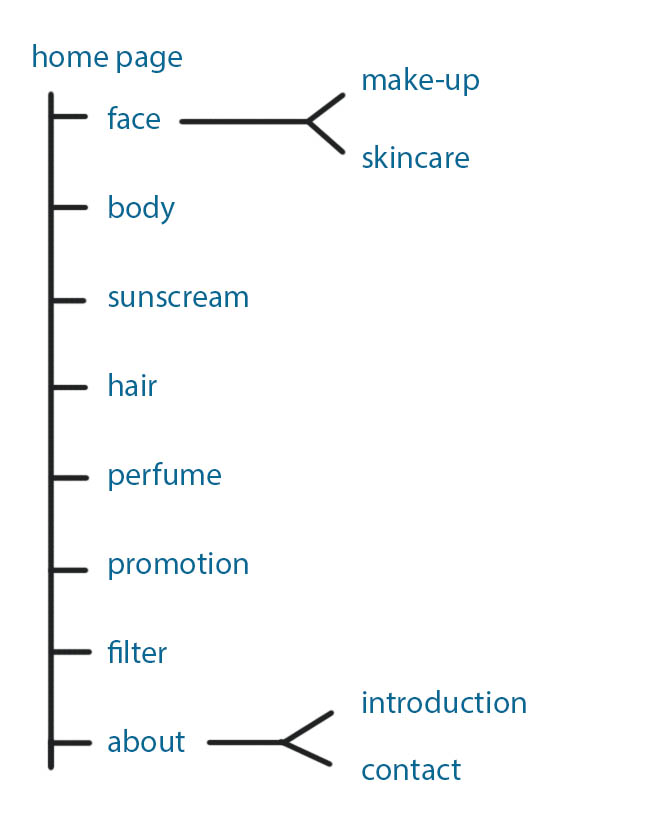 home page
face
make-up
skincare
body
sunscream
hair
perfume
promotion
filter
about
introduction
contact